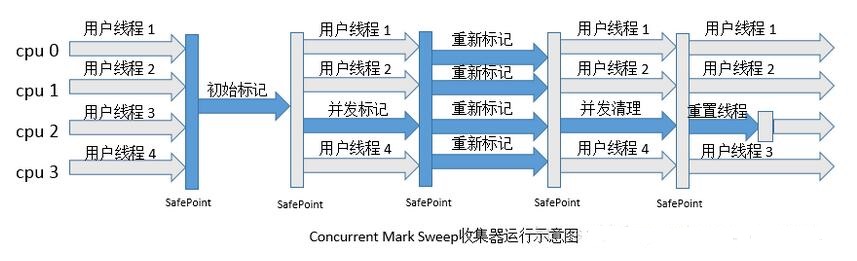 用户线程 1
用户线程 1
重新标记
用户线程 1
用户线程 1
cpu 0
用户线程 2
初始标记
用户线程 2
重新标记
用户线程 2
用户线程 2
cpu 1
用户线程 3
并发标记
重新标记
并发清理
重置线程
cpu 2
用户线程 4
用户线程 4
重新标记
用户线程 4
用户线程 3
cpu 3
SafePoint
SafePoint
SafePoint
SafePoint
SafePoint
Concurrent Mark Sweep收集器运行示意图